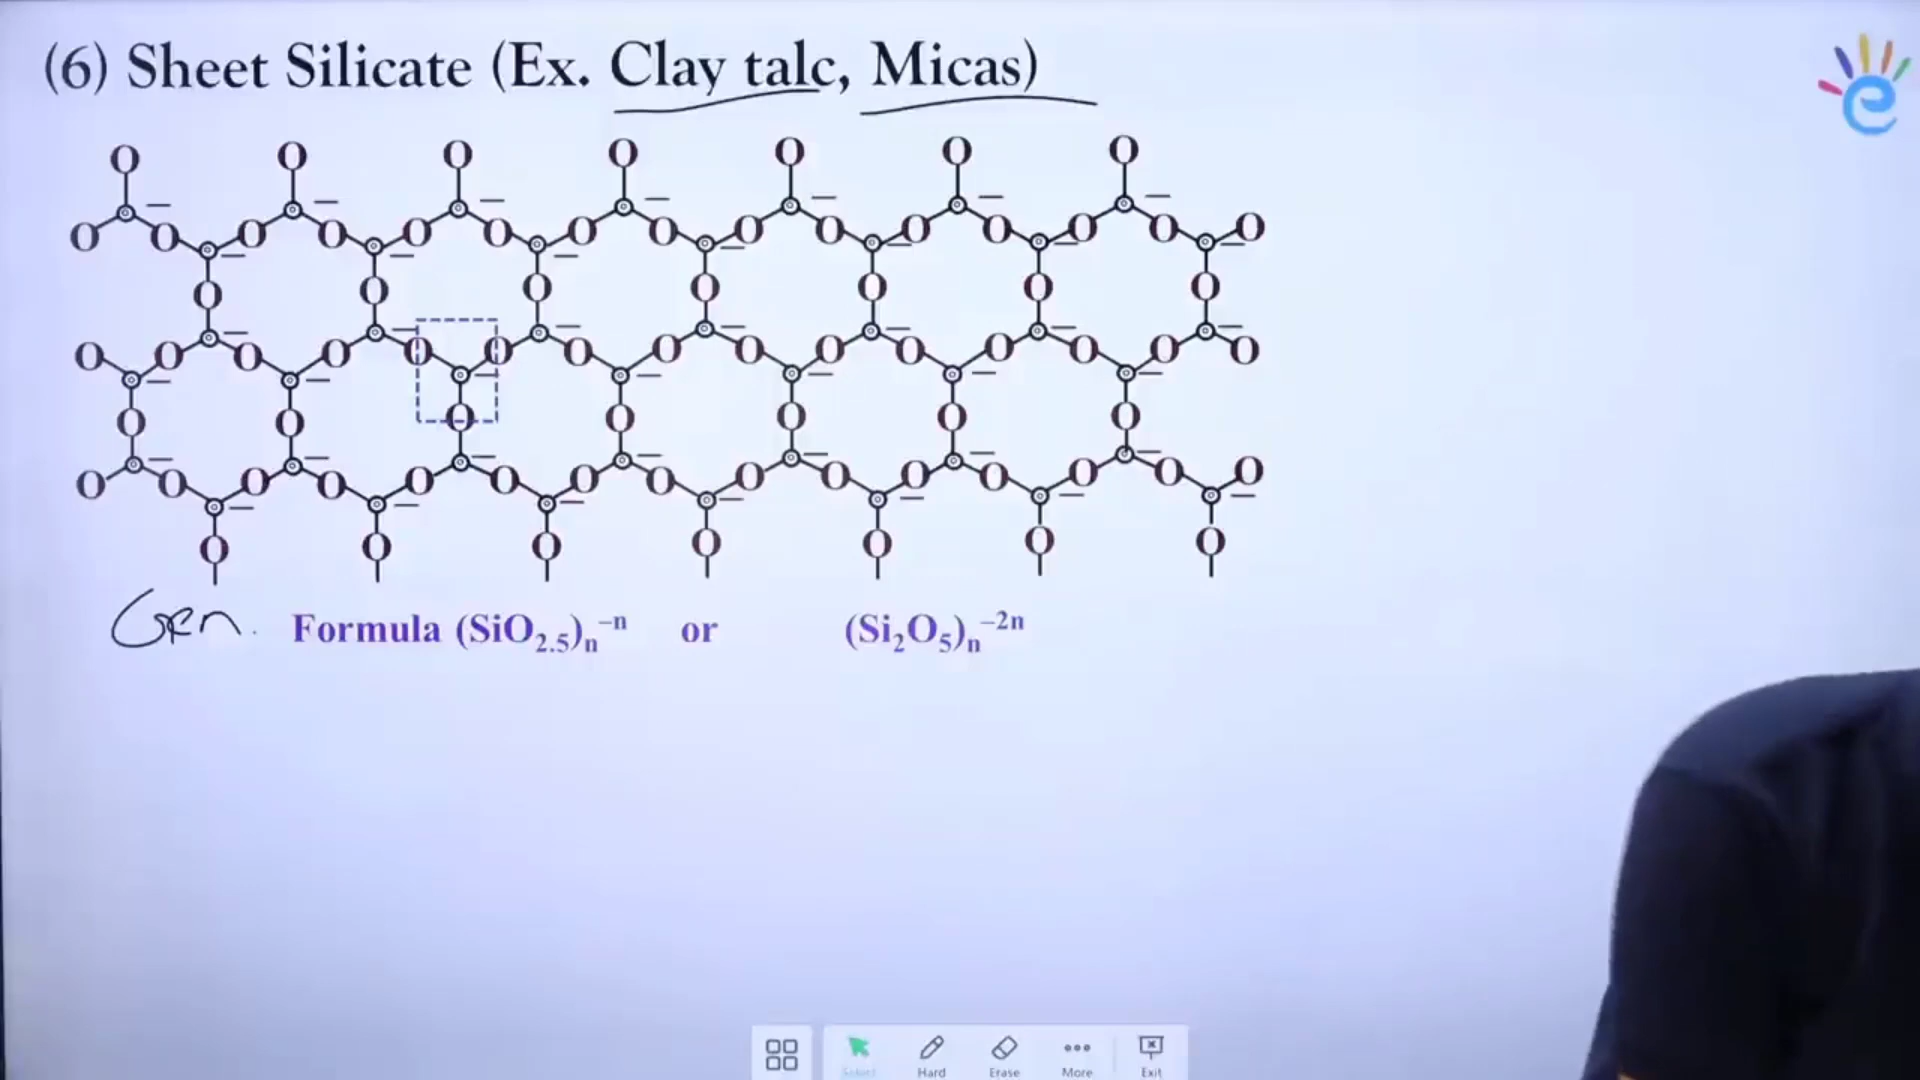 (6) Sheet Silicate (Ex. Clay talc, Micas)
O O O O O O O
O O O O O O O O O O O O O O O O
O O O O O O O
O O O O O O O O O O O O O O O
O O O O O O O
O O O O O O O O O O O O O O O
O O O O O O O
Gen. Formula (SiO₂.₅)ₙ⁻ⁿ or (Si₂O₅)ₙ⁻²ⁿ
e
Select Hard Erase More Exit